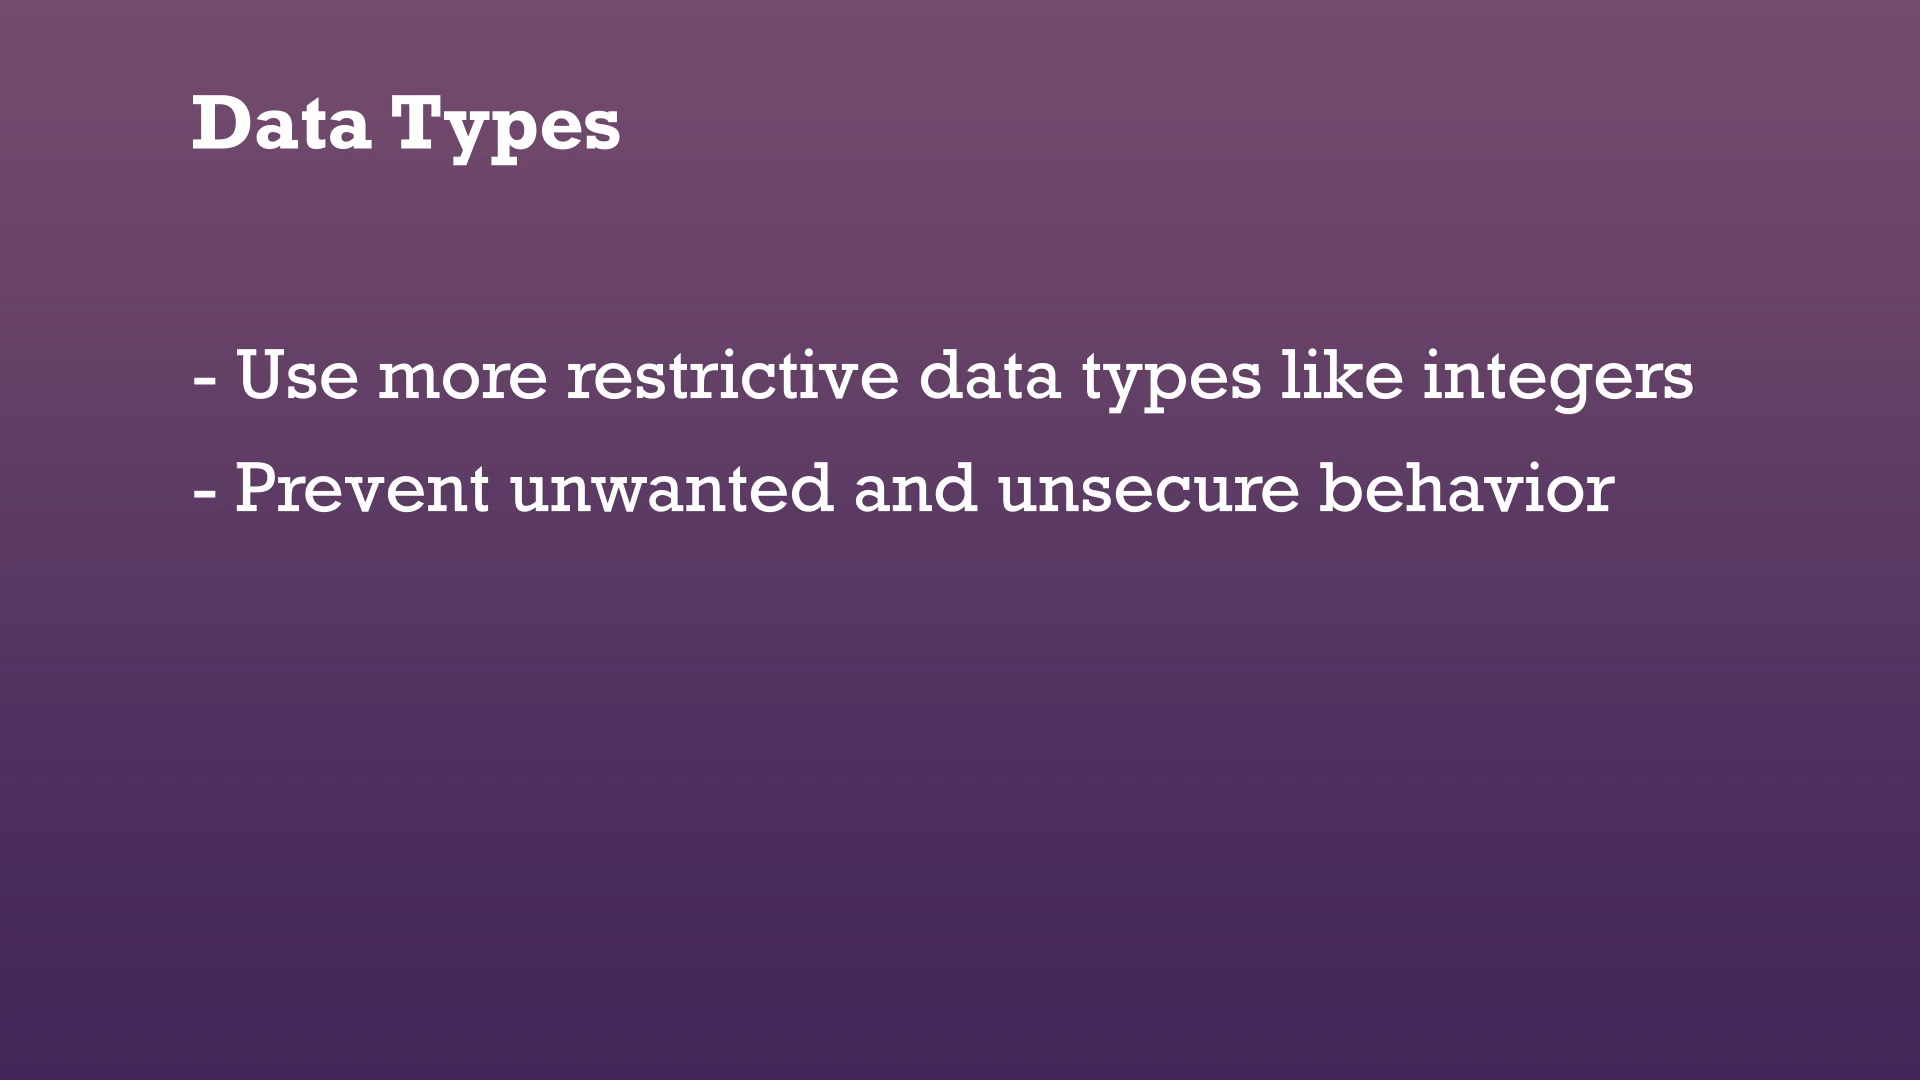 Data Types
- Use more restrictive data types like integers
- Prevent unwanted and unsecure behavior